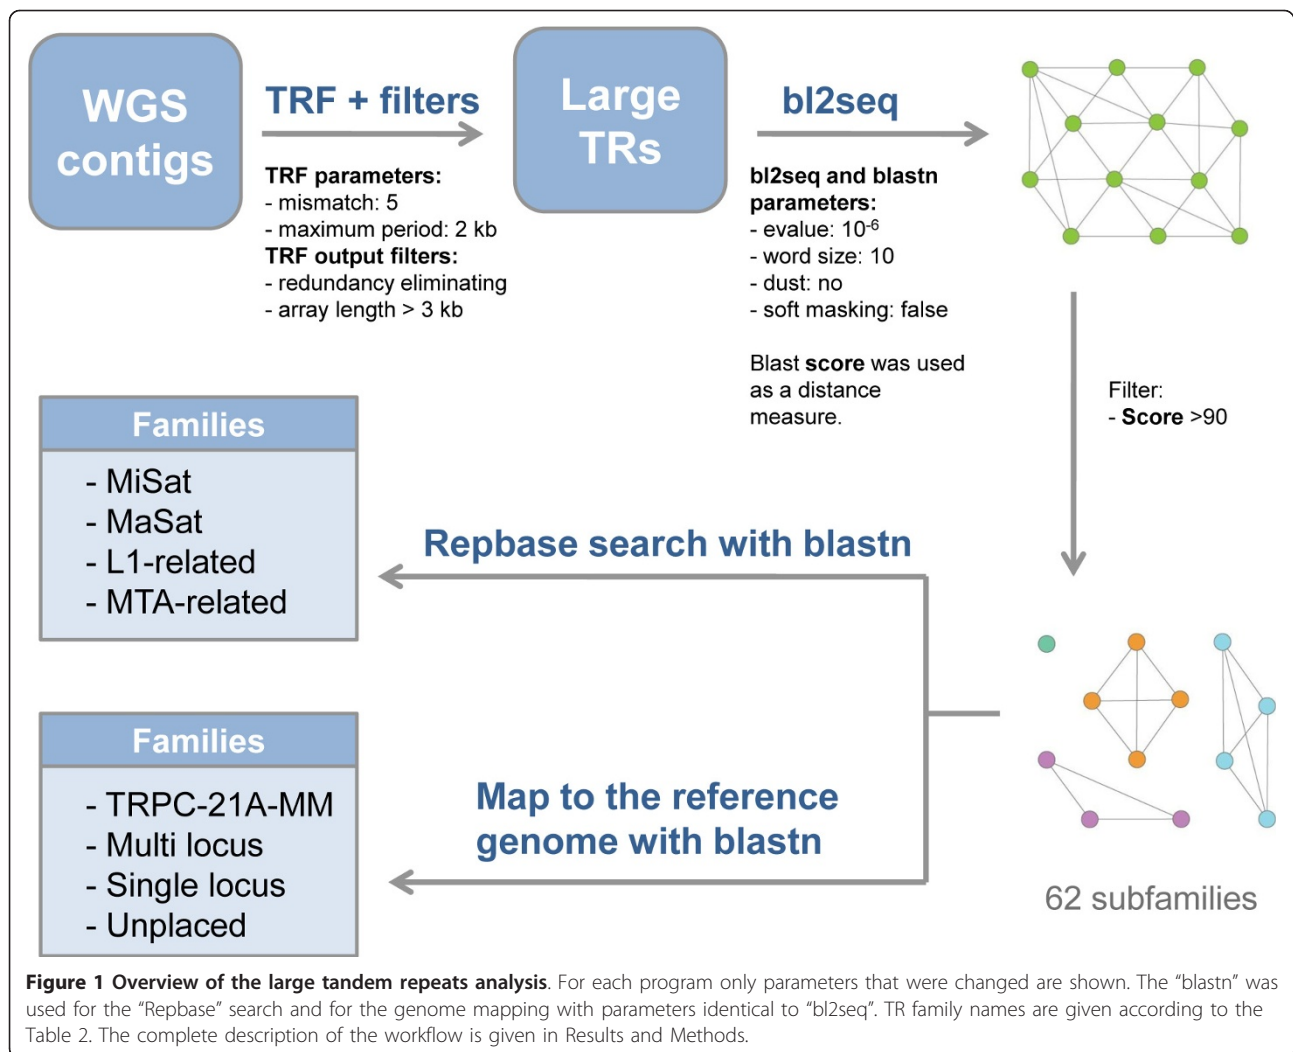 WGS
contigs
TRF + filters
TRF parameters:
- mismatch: 5
- maximum period: 2 kb
TRF output filters:
- redundancy eliminating
- array length > 3 kb
Large
TRs
bl2seq
bl2seq and blastn
parameters:
- evalue: 10⁻⁶
- word size: 10
- dust: no
- soft masking: false
Blast score was used
as a distance
measure.
Filter:
- Score >90
62 subfamilies
Repbase search with blastn
Families
- MiSat
- MaSat
- L1-related
- MTA-related
Map to the reference
genome with blastn
Families
- TRPC-21A-MM
- Multi locus
- Single locus
- Unplaced
Figure 1 Overview of the large tandem repeats analysis. For each program only parameters that were changed are shown. The “blastn” was
used for the “Repbase” search and for the genome mapping with parameters identical to “bl2seq”. TR family names are given according to the
Table 2. The complete description of the workflow is given in Results and Methods.